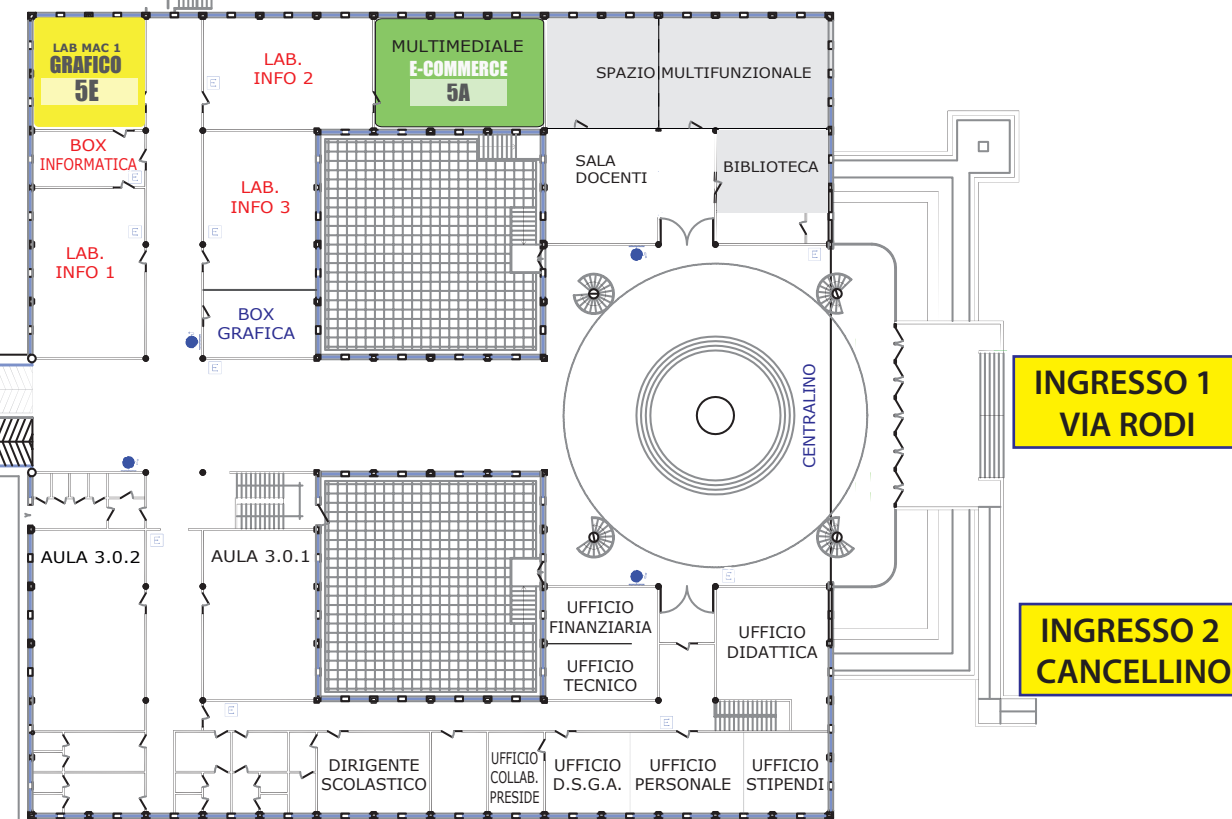 LAB MAC 1
GRAFICO
5E
LAB.
INFO 2
MULTIMEDIALE
E-COMMERCE
5A
SPAZIO MULTIFUNZIONALE
BOX
INFORMATICA
LAB.
INFO 3
SALA
DOCENTI
BIBLIOTECA
LAB.
INFO 1
BOX
GRAFICA
CENTRALINO
INGRESSO 1
VIA RODI
AULA 3.0.2
AULA 3.0.1
UFFICIO
FINANZIARIA
UFFICIO
TECNICO
UFFICIO
DIDATTICA
INGRESSO 2
CANCELLINO
DIRIGENTE
SCOLASTICO
UFFICIO
COLLAB.
PRESIDE
UFFICIO
D.S.G.A.
UFFICIO
PERSONALE
UFFICIO
STIPENDI
E
E
E
E
E
E
E
E
E
E